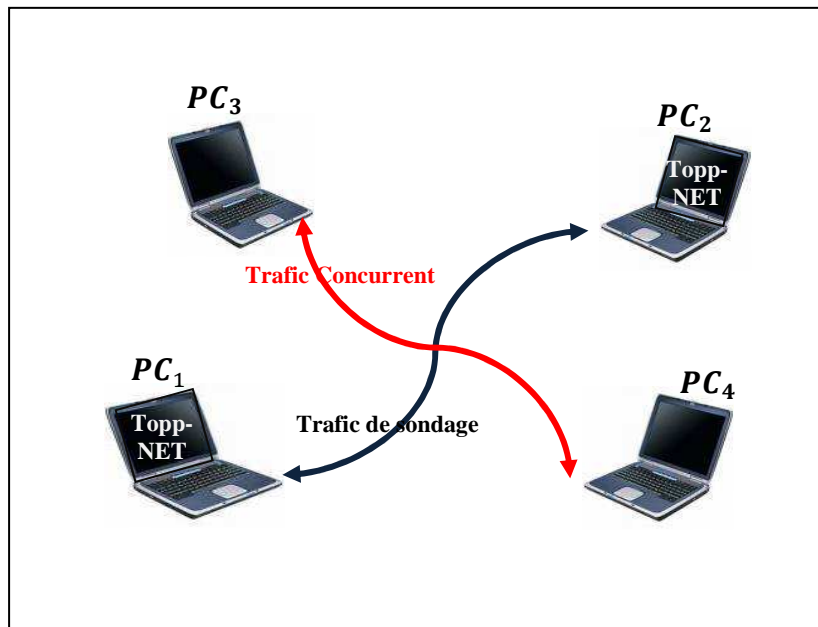 PC₃
PC₂
Topp-
NET
Trafic Concurrent
PC₁
PC₄
Topp-
NET
Trafic de sondage